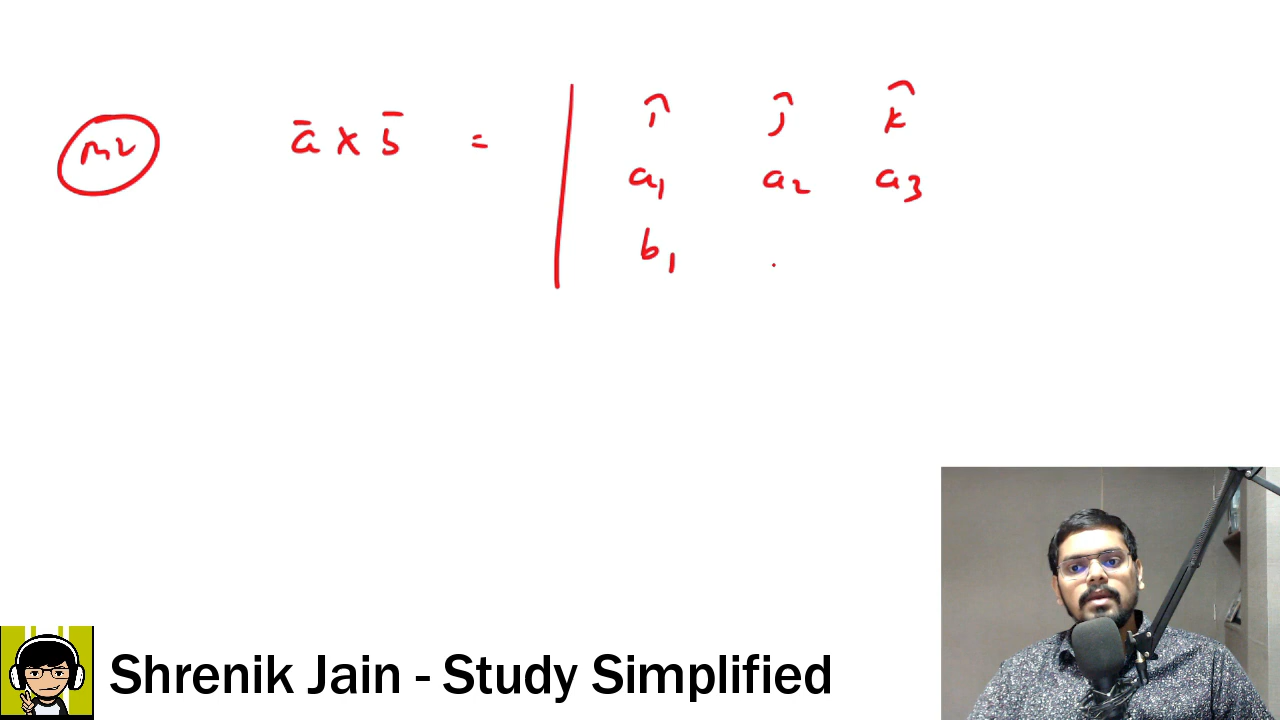 M2
a̅ × b̅ = | î ĵ k̂
a₁ a₂ a₃
b₁
Shrenik Jain - Study Simplified